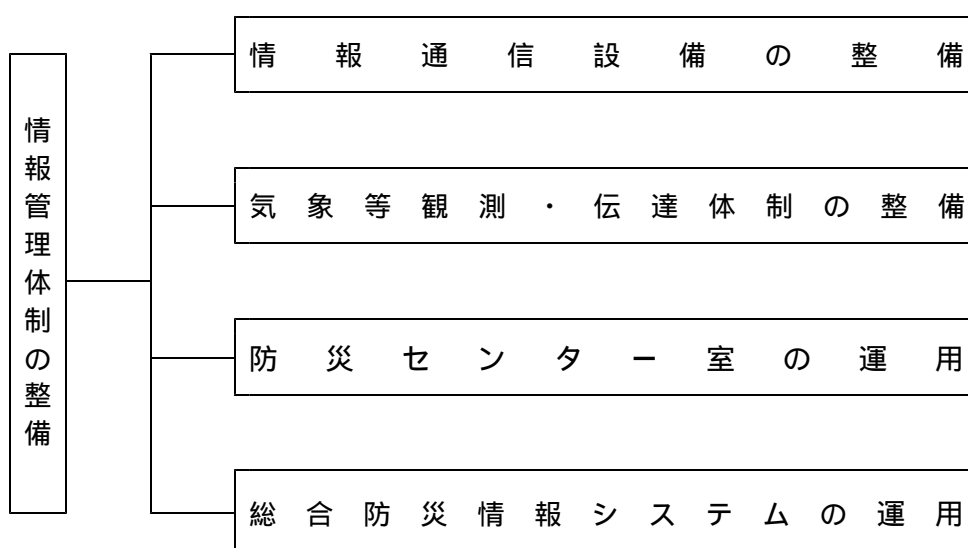 情報管理体制の整備
情報通信設備の整備
気象等観測・伝達体制の整備
防災センター室の運用
総合防災情報システムの運用